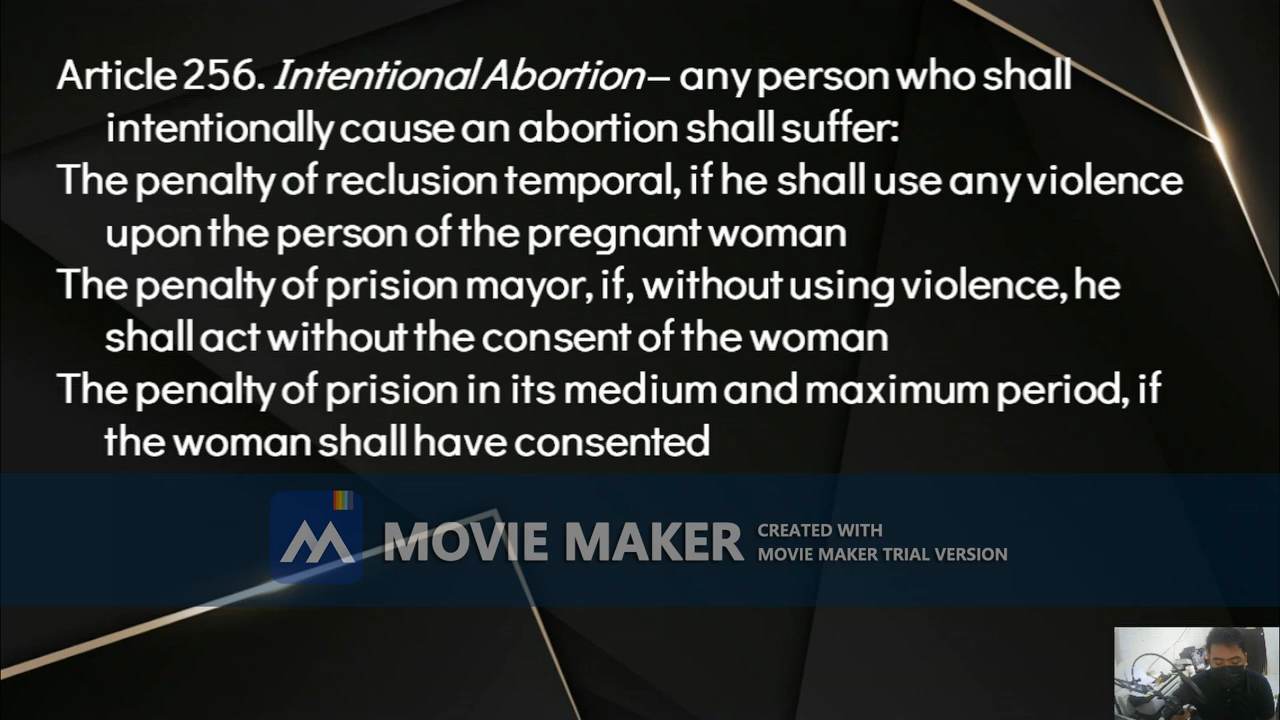 Article 256. Intentional Abortion – any person who shall
intentionally cause an abortion shall suffer:
The penalty of reclusion temporal, if he shall use any violence
upon the person of the pregnant woman
The penalty of prision mayor, if, without using violence, he
shall act without the consent of the woman
The penalty of prision in its medium and maximum period, if
the woman shall have consented
MOVIE MAKER
CREATED WITH
MOVIE MAKER TRIAL VERSION